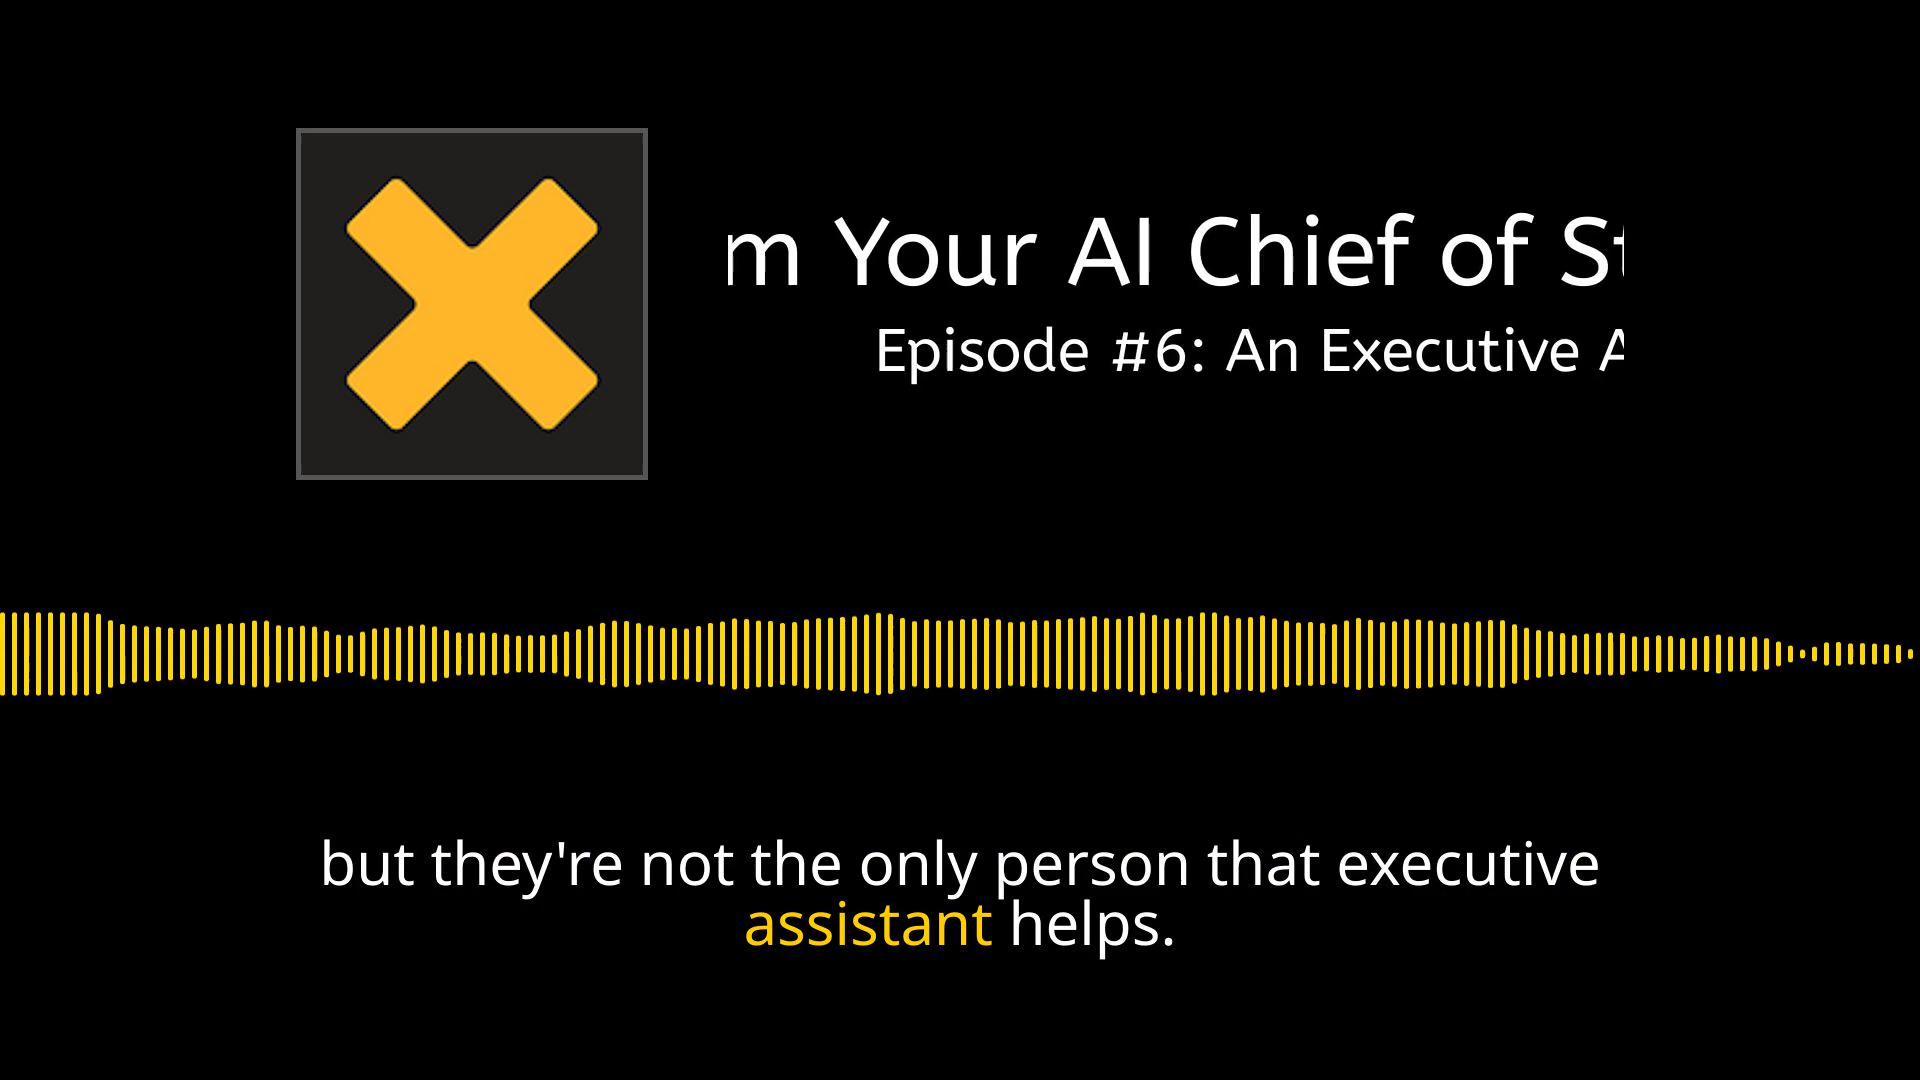 m Your AI Chief of St
Episode #6: An Executive A
but they're not the only person that executive
assistant helps.